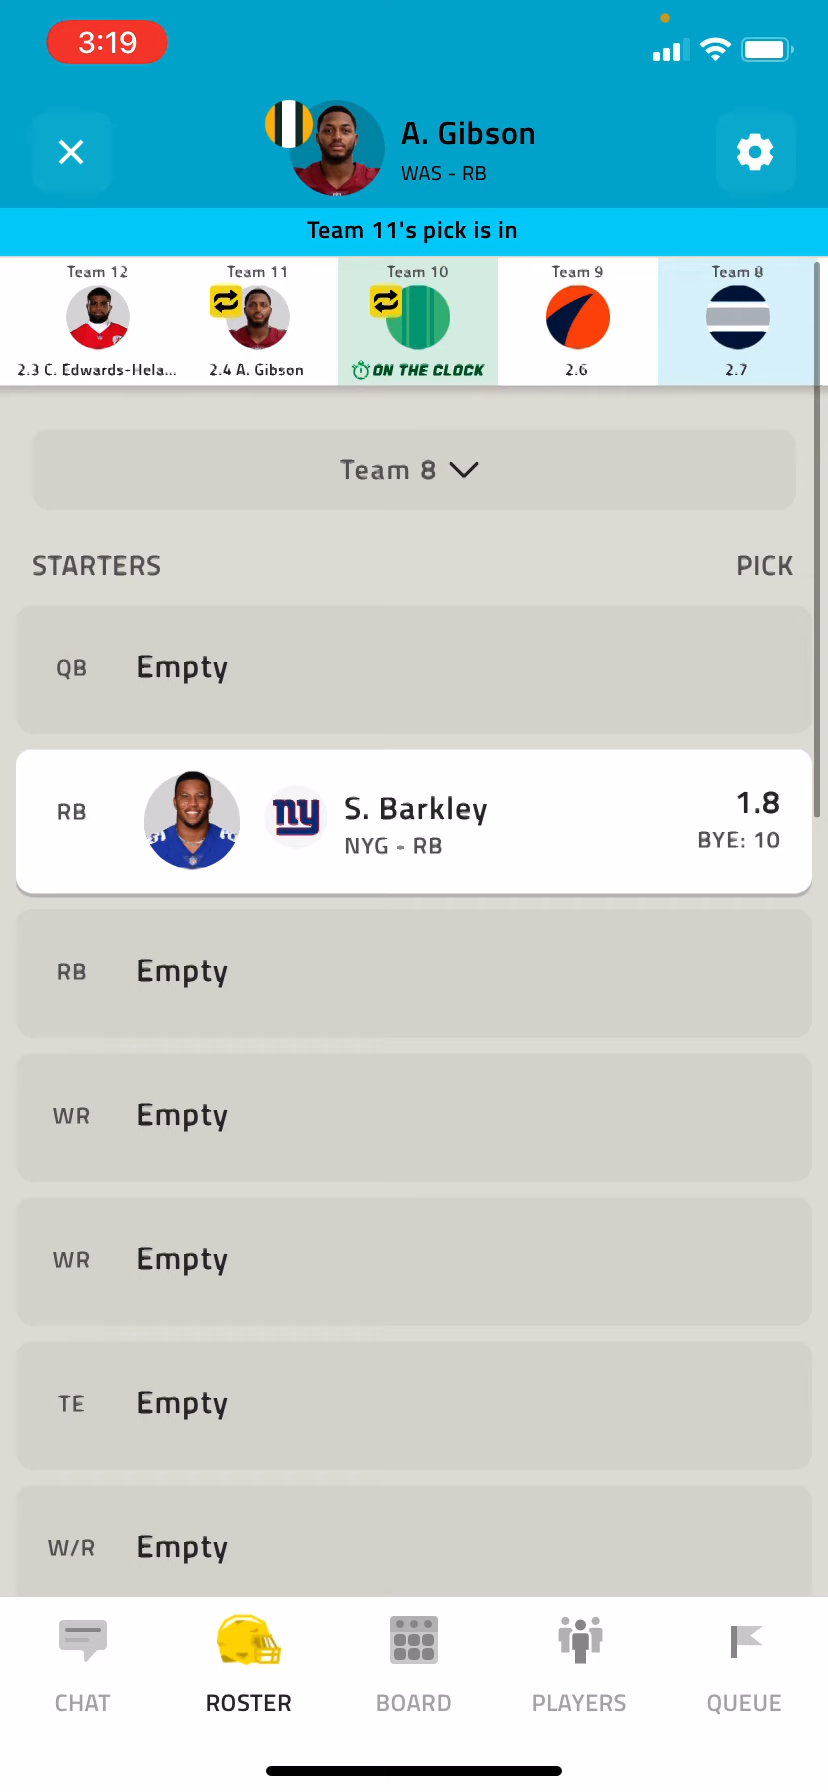 3:19
A. Gibson
WAS - RB
Team 11's pick is in
Team 12
Team 11
Team 10
Team 9
Team 8
2.3 C. Edwards-Hela...
2.4 A. Gibson
ON THE CLOCK
2.6
2.7
Team 8
STARTERS
PICK
QB Empty
RB
ny
S. Barkley
1.8
NYG - RB
BYE: 10
RB Empty
WR Empty
WR Empty
TE Empty
W/R Empty
CHAT
ROSTER
BOARD
PLAYERS
QUEUE